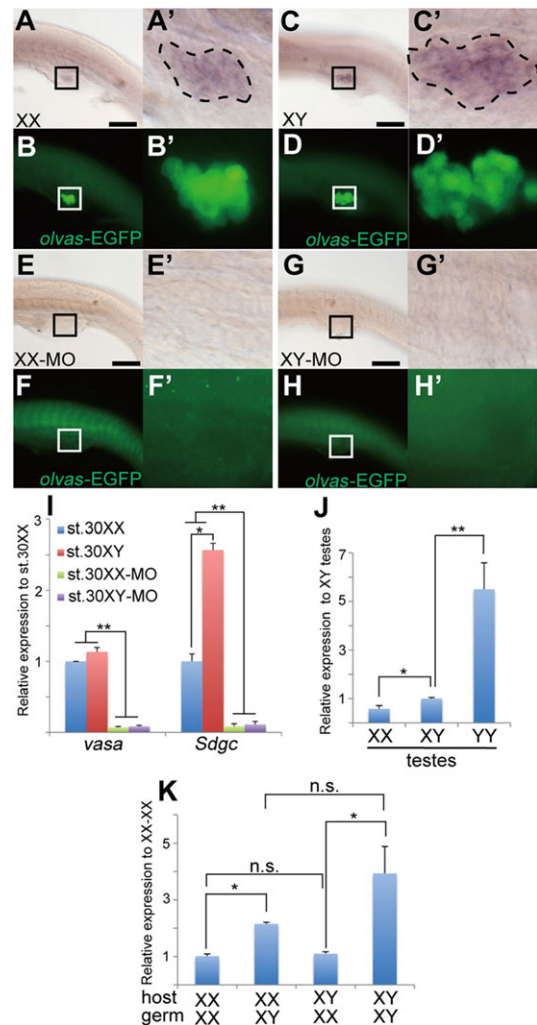 A A' C C'
XX XY
B B' D D'
olvas-EGFP olvas-EGFP
E E' G G'
XX-MO XY-MO
F F' H H'
olvas-EGFP olvas-EGFP
I
Relative expression to st.30XX
3
2
1
st.30XX
st.30XY
st.30XX-MO
st.30XY-MO
**
**
*
vasa Sdgc
J
Relative expression to XY testes
7
5
3
1
*
**
XX XY YY
testes
K
Relative expression to XX-XX
5
3
1
n.s.
n.s.
*
*
host XX XX XY XY
germ XX XY XX XY